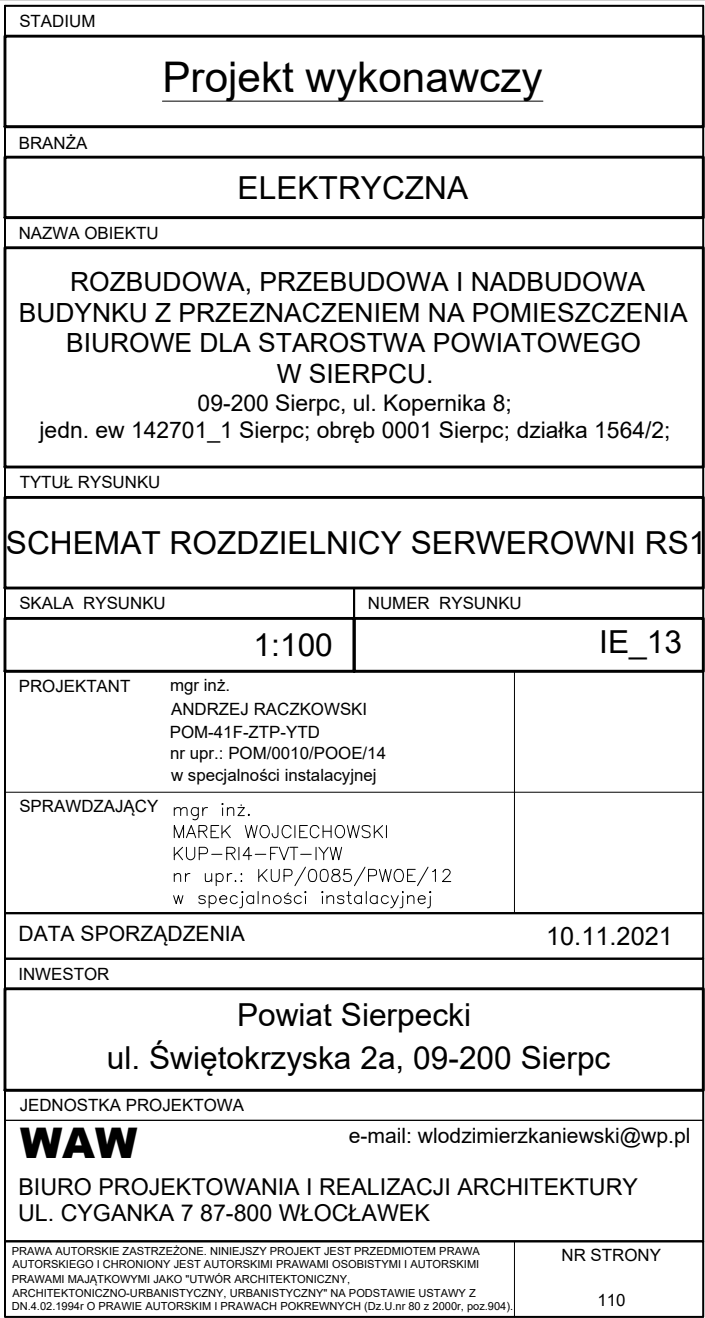 STADIUM
Projekt wykonawczy
BRANŻA
ELEKTRYCZNA
NAZWA OBIEKTU
ROZBUDOWA, PRZEBUDOWA I NADBUDOWA
BUDYNKU Z PRZEZNACZENIEM NA POMIESZCZENIA
BIUROWE DLA STAROSTWA POWIATOWEGO
W SIERPCU.
09-200 Sierpc, ul. Kopernika 8;
jedn. ew 142701_1 Sierpc; obręb 0001 Sierpc; działka 1564/2;
TYTUŁ RYSUNKU
SCHEMAT ROZDZIELNICY SERWEROWNI RS1
SKALA RYSUNKU
NUMER RYSUNKU
1:100
IE_13
PROJEKTANT
mgr inż.
ANDRZEJ RACZKOWSKI
POM-41F-ZTP-YTD
nr upr.: POM/0010/POOE/14
w specjalności instalacyjnej
SPRAWDZAJĄCY
mgr inż.
MAREK WOJCIECHOWSKI
KUP-RI4-FVT-IYW
nr upr.: KUP/0085/PWOE/12
w specjalności instalacyjnej
DATA SPORZĄDZENIA
10.11.2021
INWESTOR
Powiat Sierpecki
ul. Świętokrzyska 2a, 09-200 Sierpc
JEDNOSTKA PROJEKTOWA
WAW
e-mail: wlodzimierzkaniewski@wp.pl
BIURO PROJEKTOWANIA I REALIZACJI ARCHITEKTURY
UL. CYGANKA 7 87-800 WŁOCŁAWEK
PRAWA AUTORSKIE ZASTRZEŻONE. NINIEJSZY PROJEKT JEST PRZEDMIOTEM PRAWA
AUTORSKIEGO I CHRONIONY JEST AUTORSKIMI PRAWAMI OSOBISTYMI I AUTORSKIMI
PRAWAMI MAJĄTKOWYMI JAKO "UTWÓR ARCHITEKTONICZNY,
ARCHITEKTONICZNO-URBANISTYCZNY, URBANISTYCZNY" NA PODSTAWIE USTAWY Z
DN.4.02.1994r O PRAWIE AUTORSKIM I PRAWACH POKREWNYCH (Dz.U.nr 80 z 2000r, poz.904).
NR STRONY
110